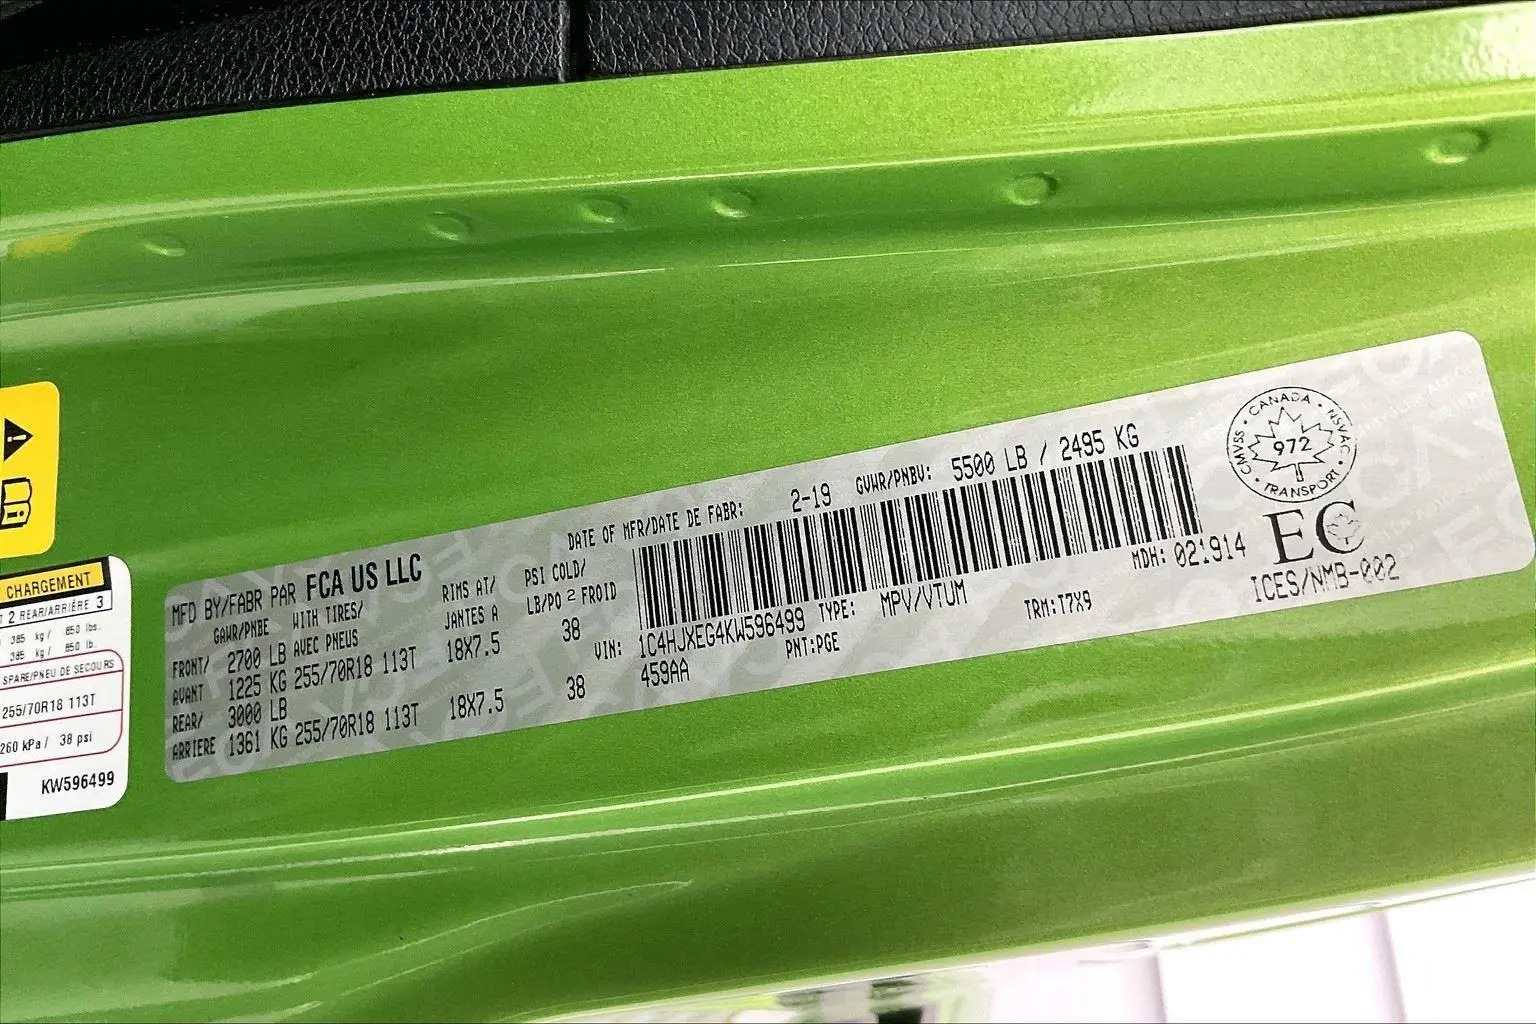 CHARGEMENT
2 REAR/ARRIÈRE 3
385 kg / 850 lbs.
385 kg / 850 lb.
SPARE/PNEU DE SECOURS
255/70R18 113T
260 kPa / 38 psi
KW596499
MFD BY/FABR PAR FCA US LLC
DATE OF MFR/DATE DE FABR: 2-19 GVWR/PNBV: 5500 LB / 2495 KG
GAWR/PNBE WITH TIRES/ AVEC PNEUS RIMS AT/ JANTES A PSI COLD/ LB/PO² FROID
FRONT/ 2700 LB
AVANT 1225 KG 255/70R18 113T 18X7.5 38
REAR/ 3000 LB
ARRIERE 1361 KG 255/70R18 113T 18X7.5 38
VIN: 1C4HJXEG4KW596499 TYPE: MPV/VTUM MDH: 021914
459AA PNT:PGE TRM:T7X9
CANADA
CMVSS 972 NSVAC
TRANSPORT
EC
ICES/NMB-002